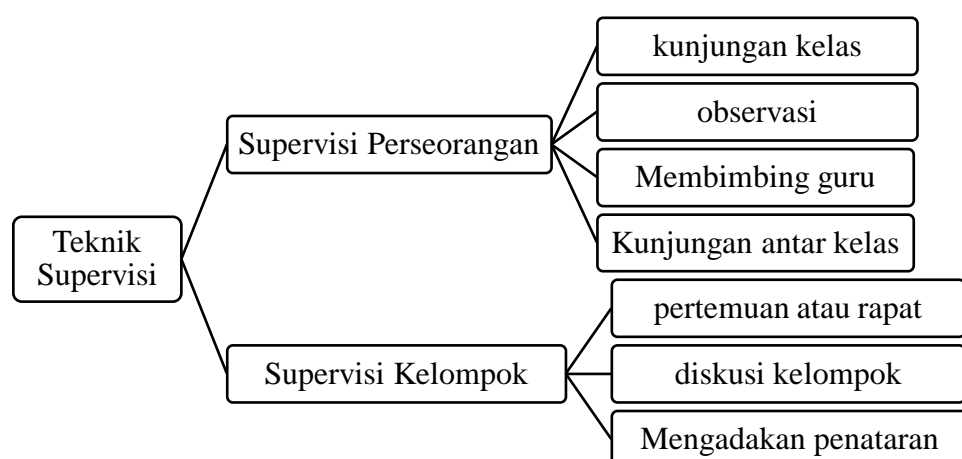 Teknik
Supervisi
Supervisi Perseorangan
kunjungan kelas
observasi
Membimbing guru
Kunjungan antar kelas
Supervisi Kelompok
pertemuan atau rapat
diskusi kelompok
Mengadakan penataran